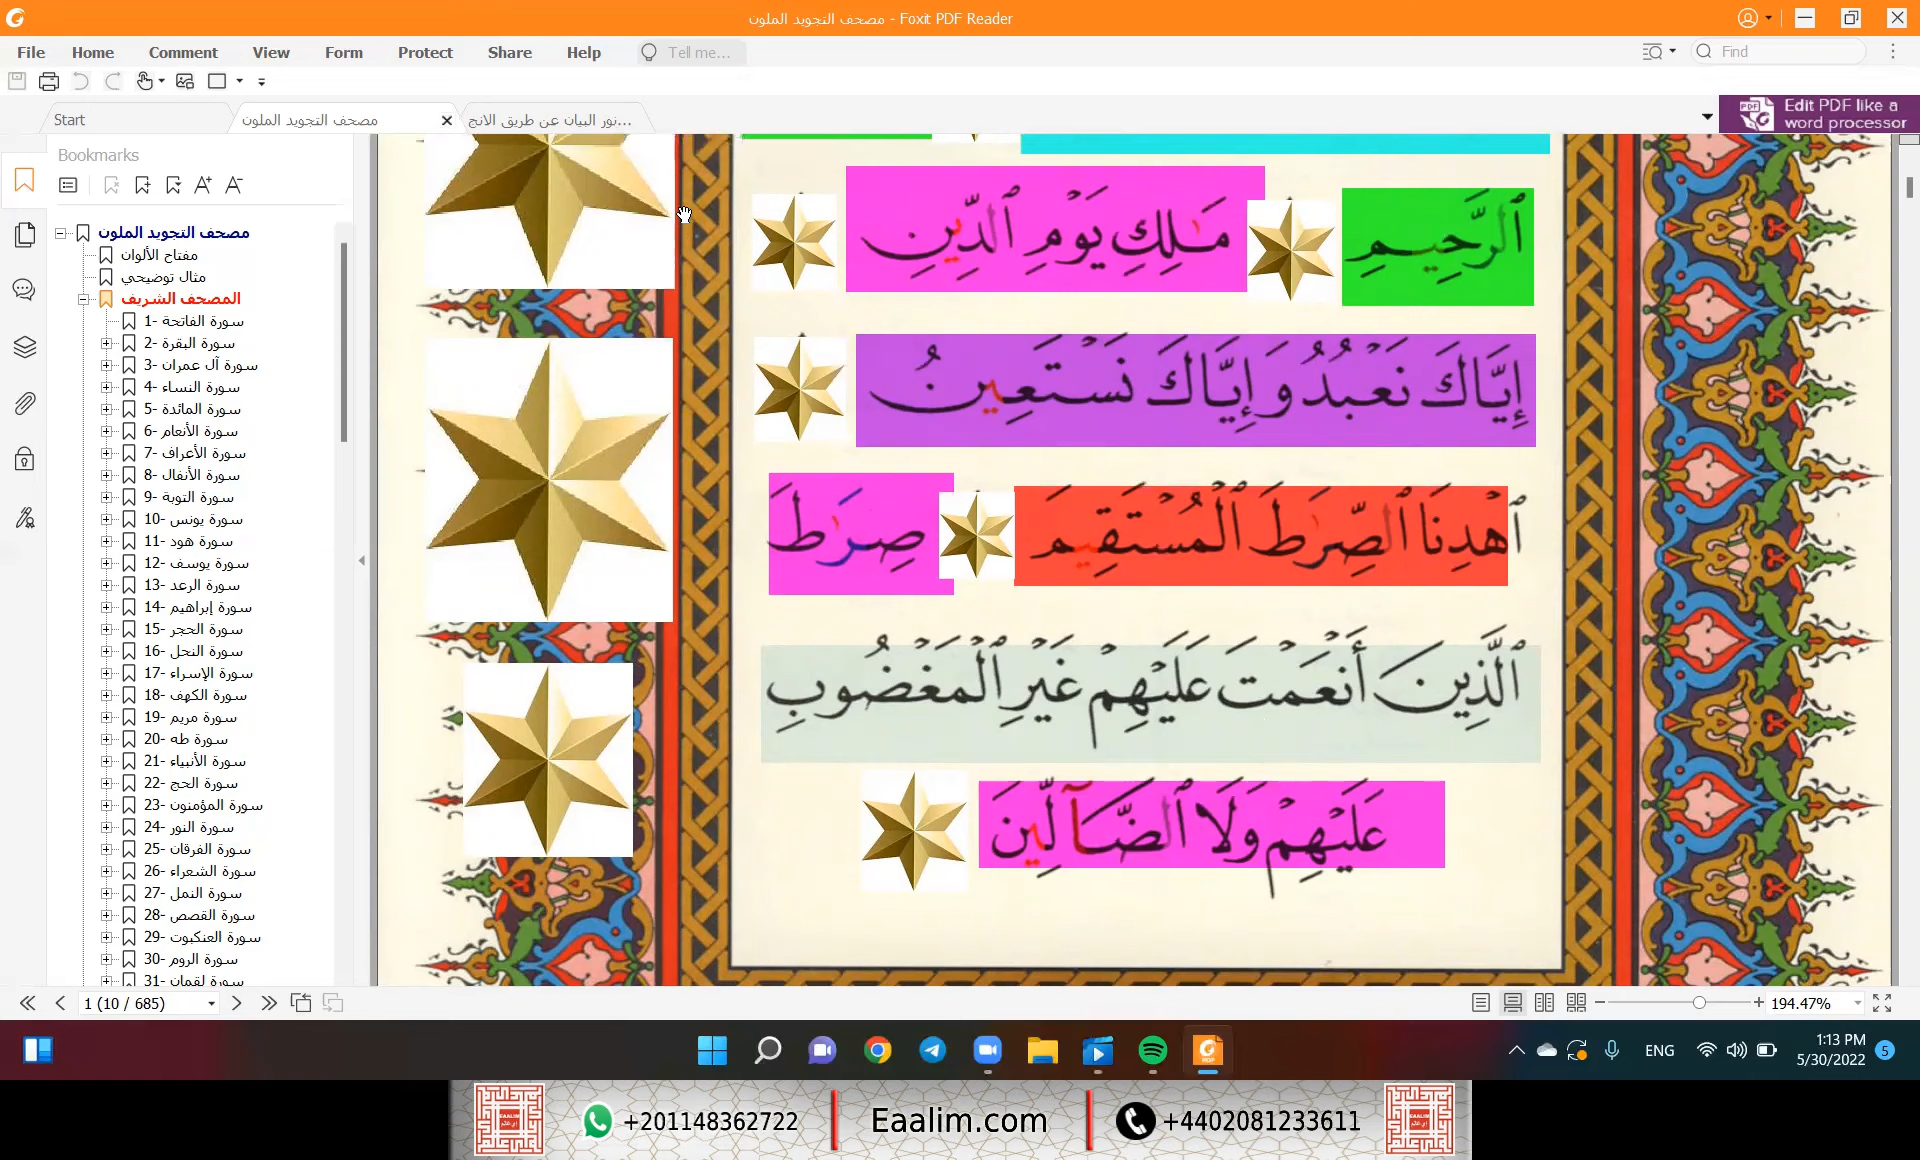 مصحف التجويد الملون - Foxit PDF Reader
File Home Comment View Form Protect Share Help Tell me... Find
Start مصحف التجويد الملون نور البيان عن طريق الانج...
Edit PDF like a
word processor
Bookmarks
مصحف التجويد الملون
مفتاح الألوان
مثال توضيحي
المصحف الشريف
1- سورة الفاتحة
2- سورة البقرة
3- سورة آل عمران
4- سورة النساء
5- سورة المائدة
6- سورة الأنعام
7- سورة الأعراف
8- سورة الأنفال
9- سورة التوبة
10- سورة يونس
11- سورة هود
12- سورة يوسف
13- سورة الرعد
14- سورة إبراهيم
15- سورة الحجر
16- سورة النحل
17- سورة الإسراء
18- سورة الكهف
19- سورة مريم
20- سورة طه
21- سورة الأنبياء
22- سورة الحج
23- سورة المؤمنون
24- سورة النور
25- سورة الفرقان
26- سورة الشعراء
27- سورة النمل
28- سورة القصص
29- سورة العنكبوت
30- سورة الروم
31- سورة لقمان
ٱلرَّحِيمِ مَـٰلِكِ يَوْمِ ٱلدِّينِ
إِيَّاكَ نَعْبُدُ وَإِيَّاكَ نَسْتَعِينُ
ٱهْدِنَا ٱلصِّرَٰطَ ٱلْمُسْتَقِيمَ صِرَٰطَ
ٱلَّذِينَ أَنْعَمْتَ عَلَيْهِمْ غَيْرِ ٱلْمَغْضُوبِ
عَلَيْهِمْ وَلَا ٱلضَّآلِّينَ
1 (10 / 685) 194.47%
ENG 1:13 PM
5/30/2022 5
+201148362722 Eaalim.com +4402081233611